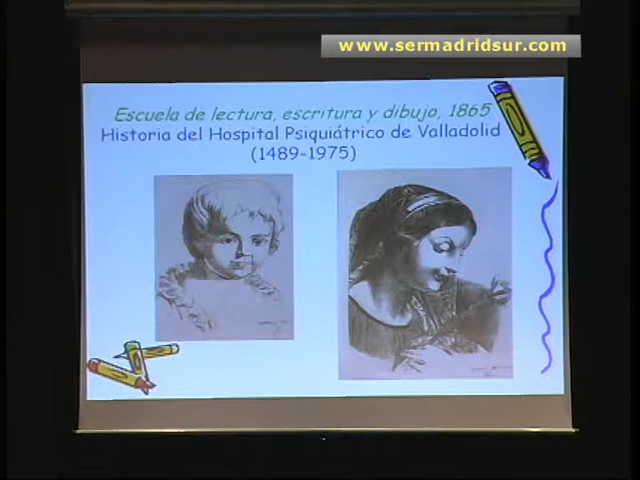 www.sermadridsur.com
Escuela de lectura, escritura y dibujo, 1865
Historia del Hospital Psiquiátrico de Valladolid
(1489-1975)